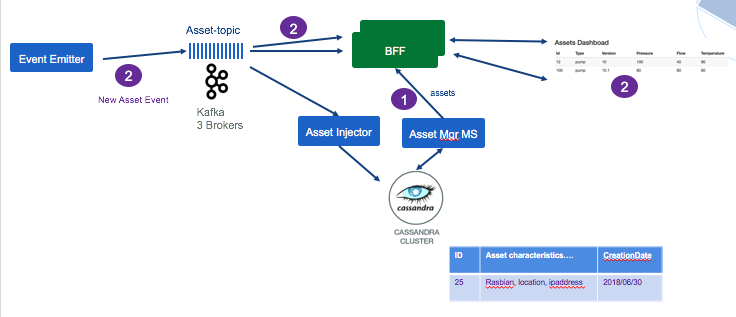 Asset-topic
2
BFF
Event Emitter
2
New Asset Event
Kafka
3 Brokers
Assets Dashboad
Id Type Version Pressure Flow Temperature
12 pump 10 100 40 80
100 pump 10.1 80 80 60
2
1
assets
Asset Injector
Asset Mgr MS
cassandra
CASSANDRA
CLUSTER
ID Asset characteristics.... CreationDate
25 Rasbian, location, ipaddress 2018/06/30